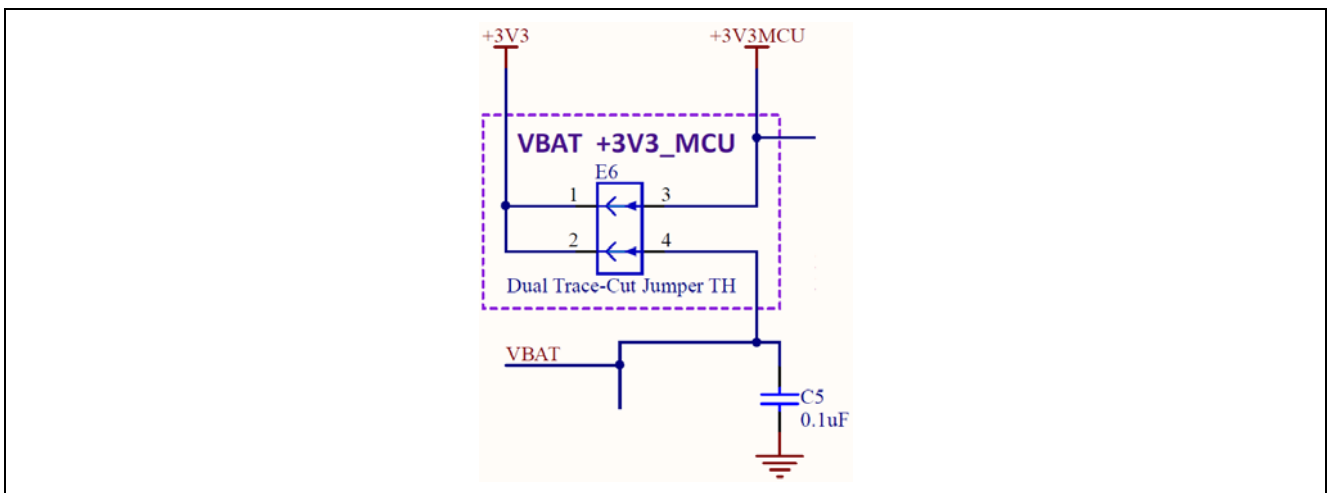 +3V3 +3V3MCU
VBAT +3V3_MCU
E6
1 3
2 4
Dual Trace-Cut Jumper TH
VBAT
C5
0.1uF